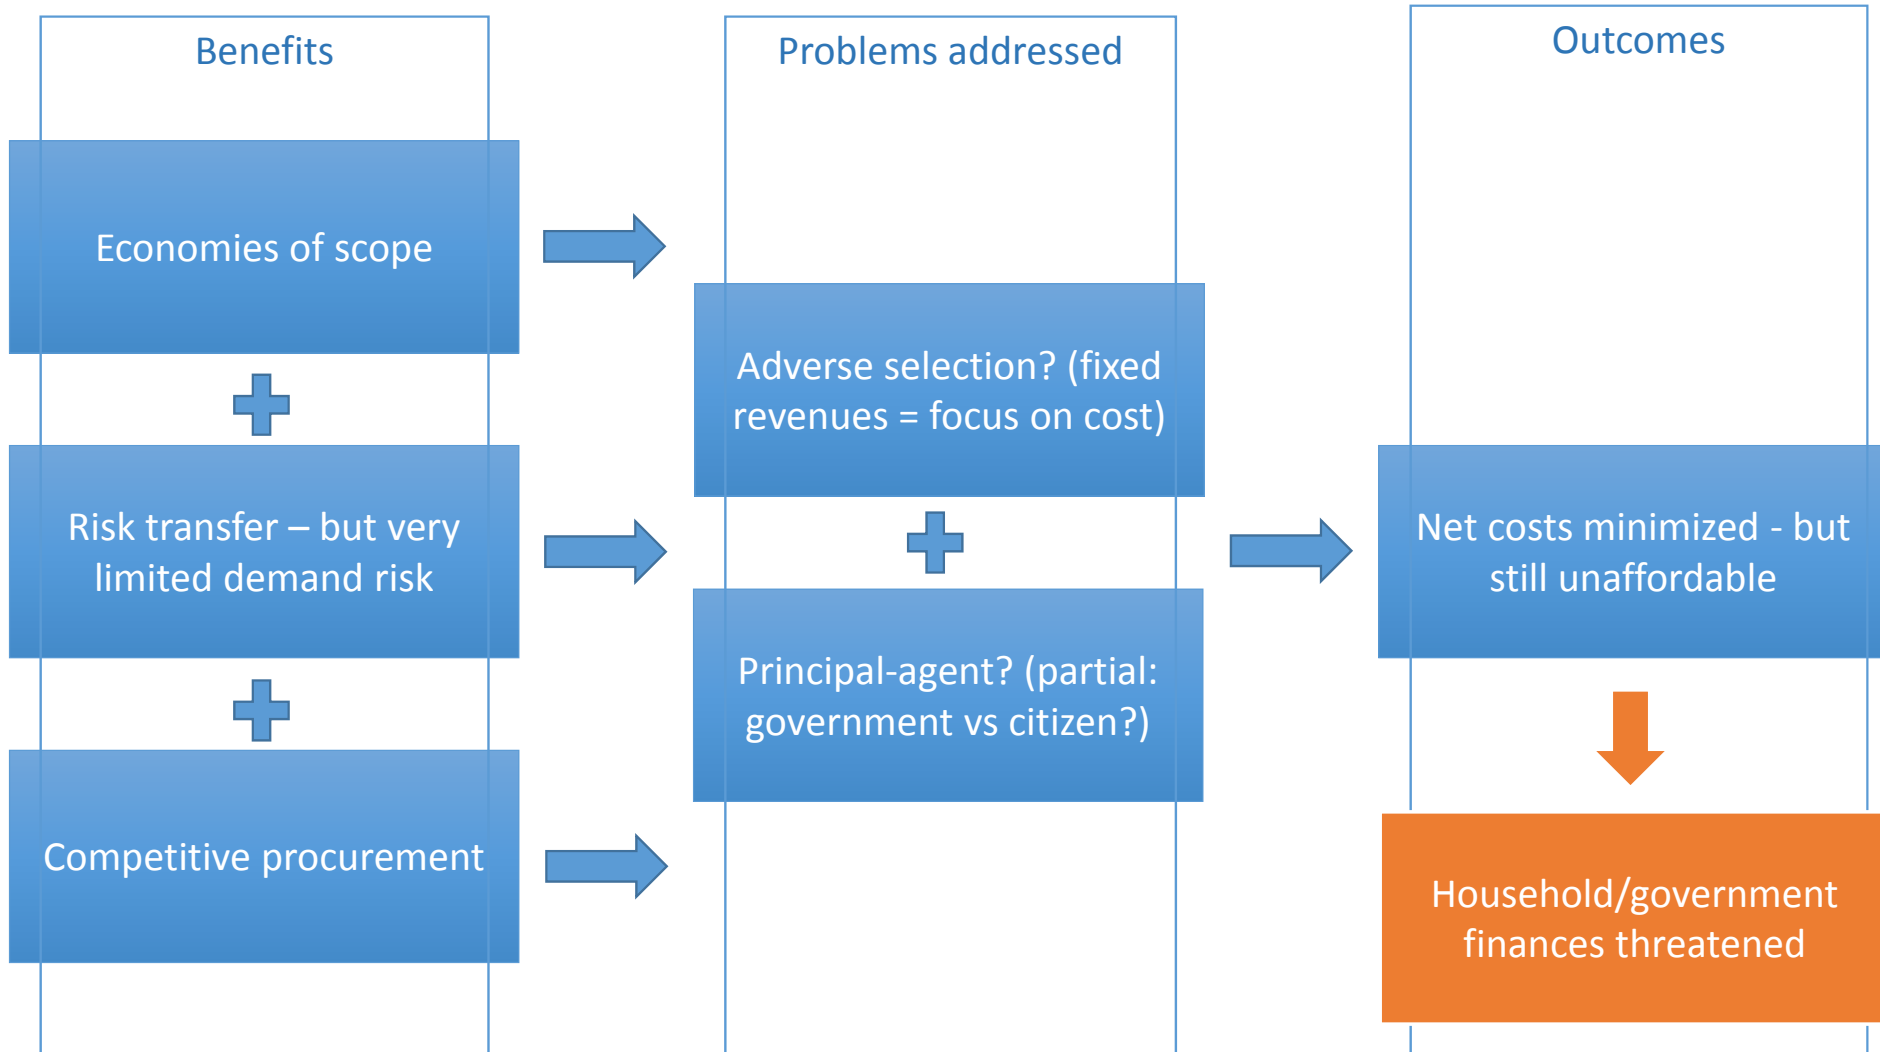 Benefits
Economies of scope
Risk transfer – but very
limited demand risk
Competitive procurement
Problems addressed
Adverse selection? (fixed
revenues = focus on cost)
Principal-agent? (partial:
government vs citizen?)
Outcomes
Net costs minimized - but
still unaffordable
Household/government
finances threatened